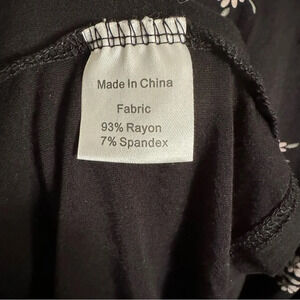 Made In China
Fabric
93% Rayon
7% Spandex